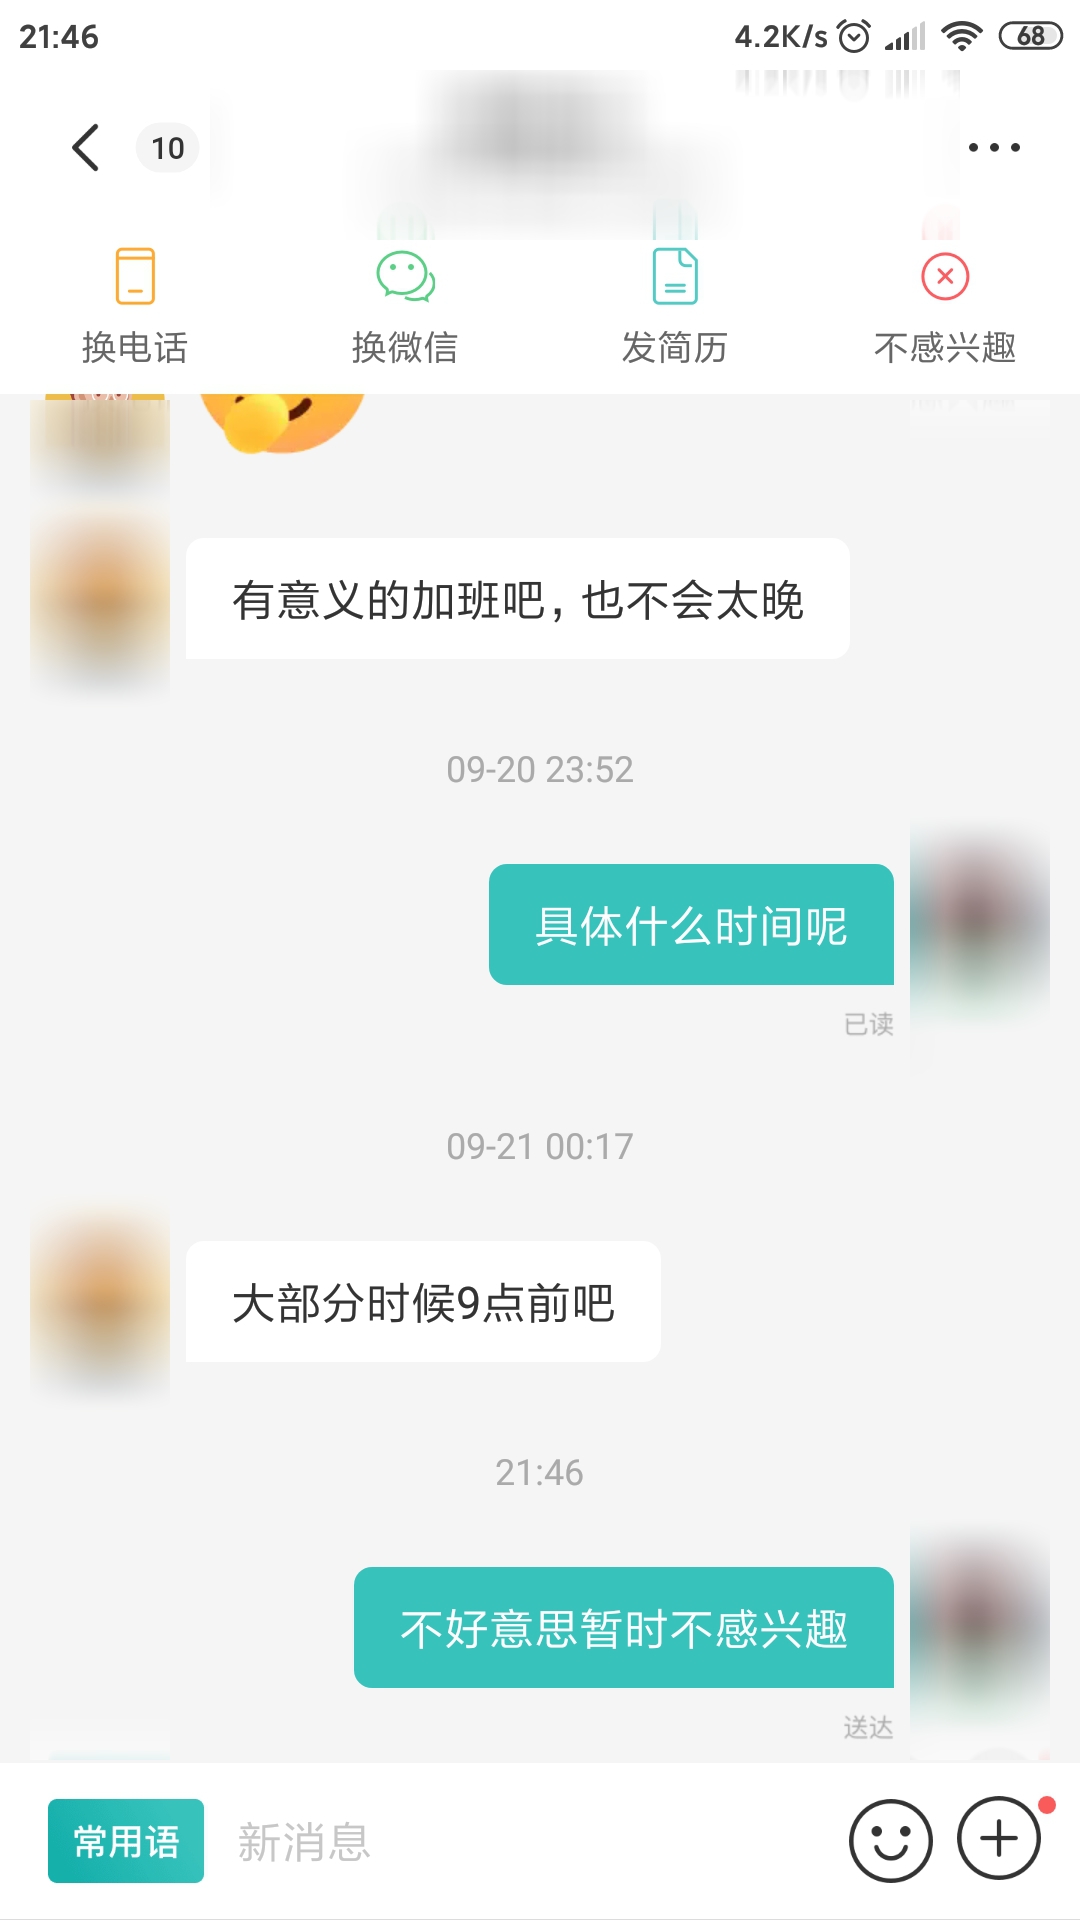 21:46
4.2K/s
68
10
换电话
换微信
发简历
不感兴趣
有意义的加班吧,也不会太晚
09-20 23:52
具体什么时间呢
已读
09-21 00:17
大部分时候9点前吧
21:46
不好意思暂时不感兴趣
送达
常用语
新消息